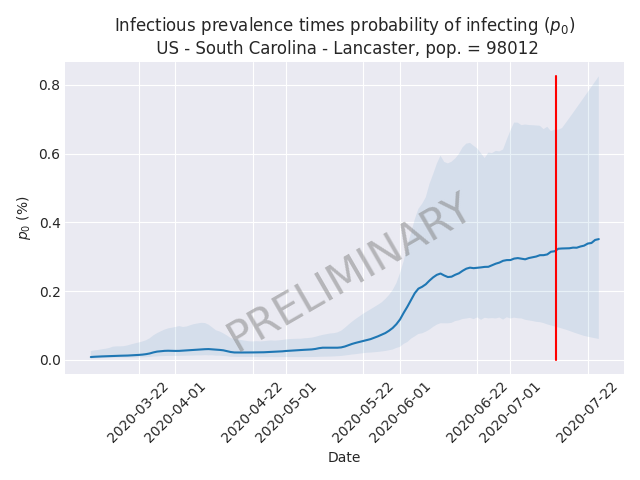 Infectious prevalence times probability of infecting (p₀)
US - South Carolina - Lancaster, pop. = 98012
0.8
0.6
0.4
0.2
0.0
p₀ (%)
PRELIMINARY
2020-03-22
2020-04-01
2020-04-22
2020-05-01
2020-05-22
2020-06-01
2020-06-22
2020-07-01
2020-07-22
Date